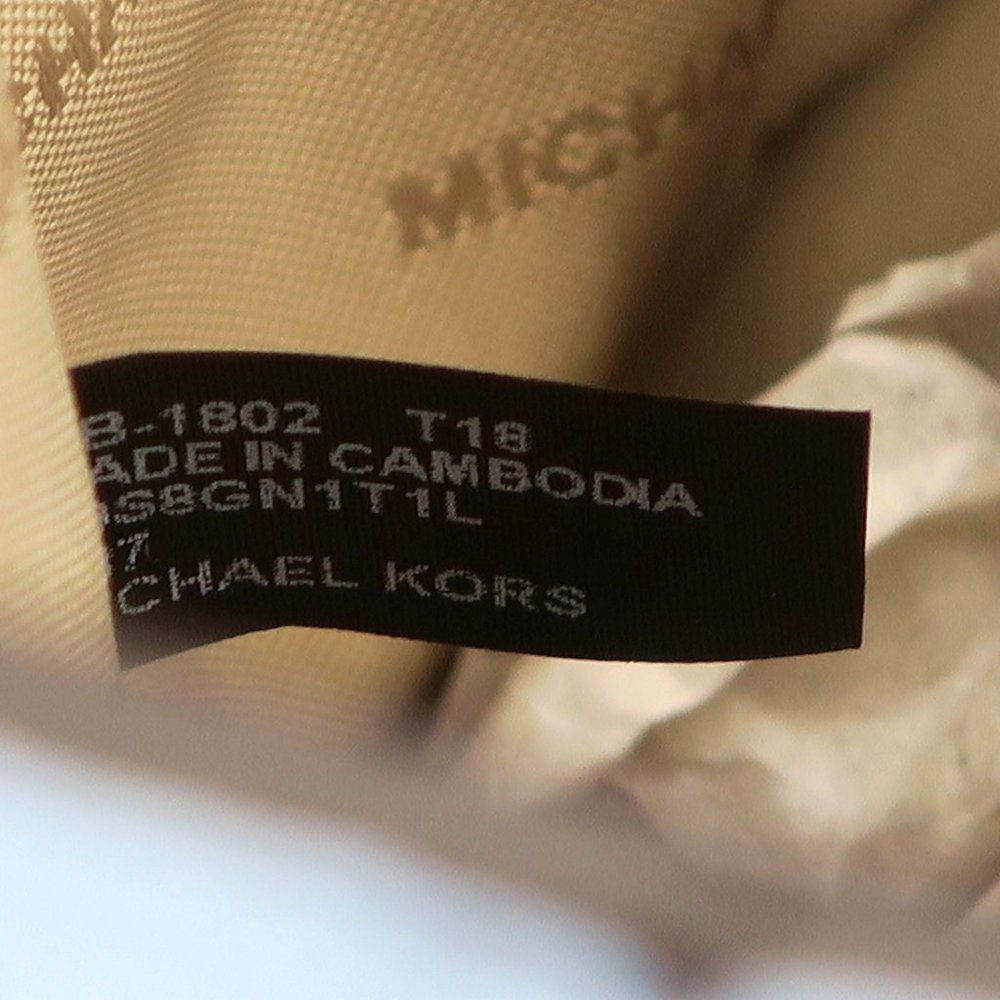 MICHA
B-1802 T18
ADE IN CAMBODIA
S8GN1T1L
7
CHAEL KORS